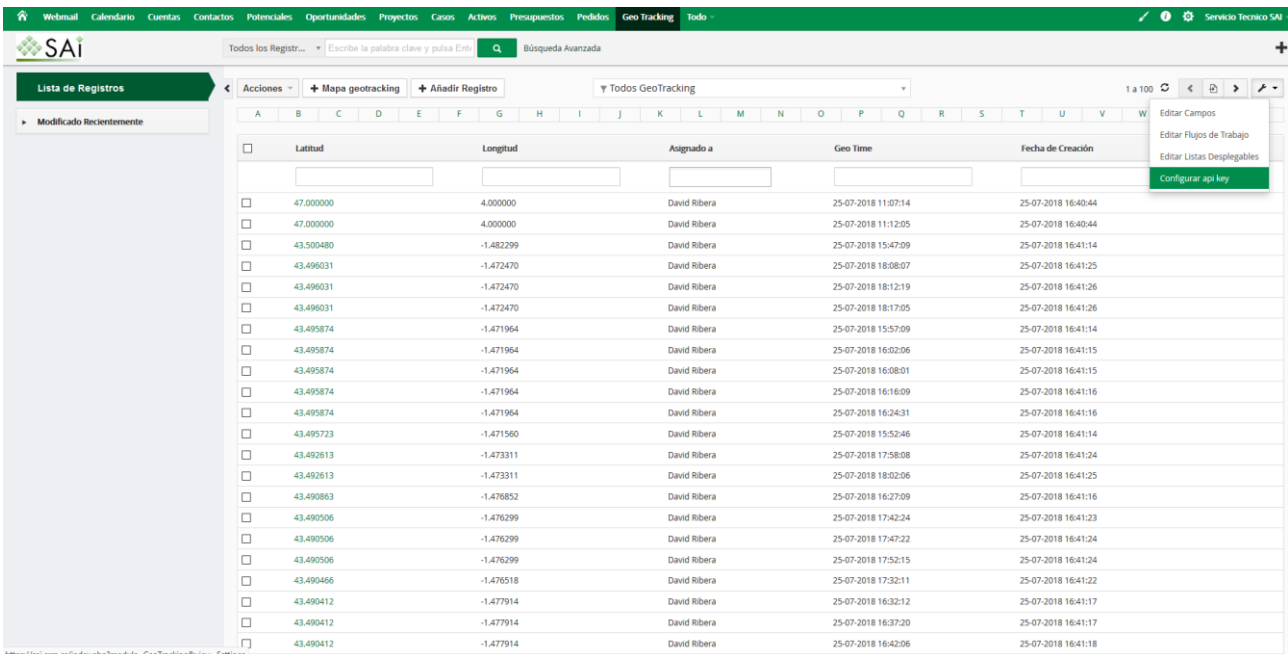 Webmail Calendario Cuentas Contactos Potenciales Oportunidades Proyectos Casos Activos Presupuestos Pedidos Geo Tracking Todo Servicio Tecnico SAI
SAi Todos los Registr... Escribe la palabra clave y pulsa Ente Búsqueda Avanzada
Lista de Registros Acciones Mapa geotracking Añadir Registro Todos GeoTracking 1 a 100
Modificado Recientemente A B C D E F G H I J K L M N O P Q R S T U V W Editar Campos
Editar Flujos de Trabajo
Latitud Longitud Asignado a Geo Time Fecha de Creación Editar Listas Desplegables
Configurar api key
47.000000 4.000000 David Ribera 25-07-2018 11:07:14 25-07-2018 16:40:44
47.000000 4.000000 David Ribera 25-07-2018 11:12:05 25-07-2018 16:40:44
43.500480 -1.482299 David Ribera 25-07-2018 15:47:09 25-07-2018 16:41:14
43.496031 -1.472470 David Ribera 25-07-2018 18:08:07 25-07-2018 16:41:25
43.496031 -1.472470 David Ribera 25-07-2018 18:12:19 25-07-2018 16:41:26
43.496031 -1.472470 David Ribera 25-07-2018 18:17:05 25-07-2018 16:41:26
43.495874 -1.471964 David Ribera 25-07-2018 15:57:09 25-07-2018 16:41:14
43.495874 -1.471964 David Ribera 25-07-2018 16:02:06 25-07-2018 16:41:15
43.495874 -1.471964 David Ribera 25-07-2018 16:08:01 25-07-2018 16:41:15
43.495874 -1.471964 David Ribera 25-07-2018 16:16:09 25-07-2018 16:41:16
43.495874 -1.471964 David Ribera 25-07-2018 16:24:31 25-07-2018 16:41:16
43.495723 -1.471560 David Ribera 25-07-2018 15:52:46 25-07-2018 16:41:14
43.492613 -1.473311 David Ribera 25-07-2018 17:58:08 25-07-2018 16:41:24
43.492613 -1.473311 David Ribera 25-07-2018 18:02:06 25-07-2018 16:41:25
43.490863 -1.476852 David Ribera 25-07-2018 16:27:09 25-07-2018 16:41:16
43.490506 -1.476299 David Ribera 25-07-2018 17:42:24 25-07-2018 16:41:23
43.490506 -1.476299 David Ribera 25-07-2018 17:47:22 25-07-2018 16:41:24
43.490506 -1.476299 David Ribera 25-07-2018 17:52:15 25-07-2018 16:41:24
43.490466 -1.476518 David Ribera 25-07-2018 17:32:11 25-07-2018 16:41:22
43.490412 -1.477914 David Ribera 25-07-2018 16:32:12 25-07-2018 16:41:17
43.490412 -1.477914 David Ribera 25-07-2018 16:37:20 25-07-2018 16:41:17
43.490412 -1.477914 David Ribera 25-07-2018 16:42:06 25-07-2018 16:41:18